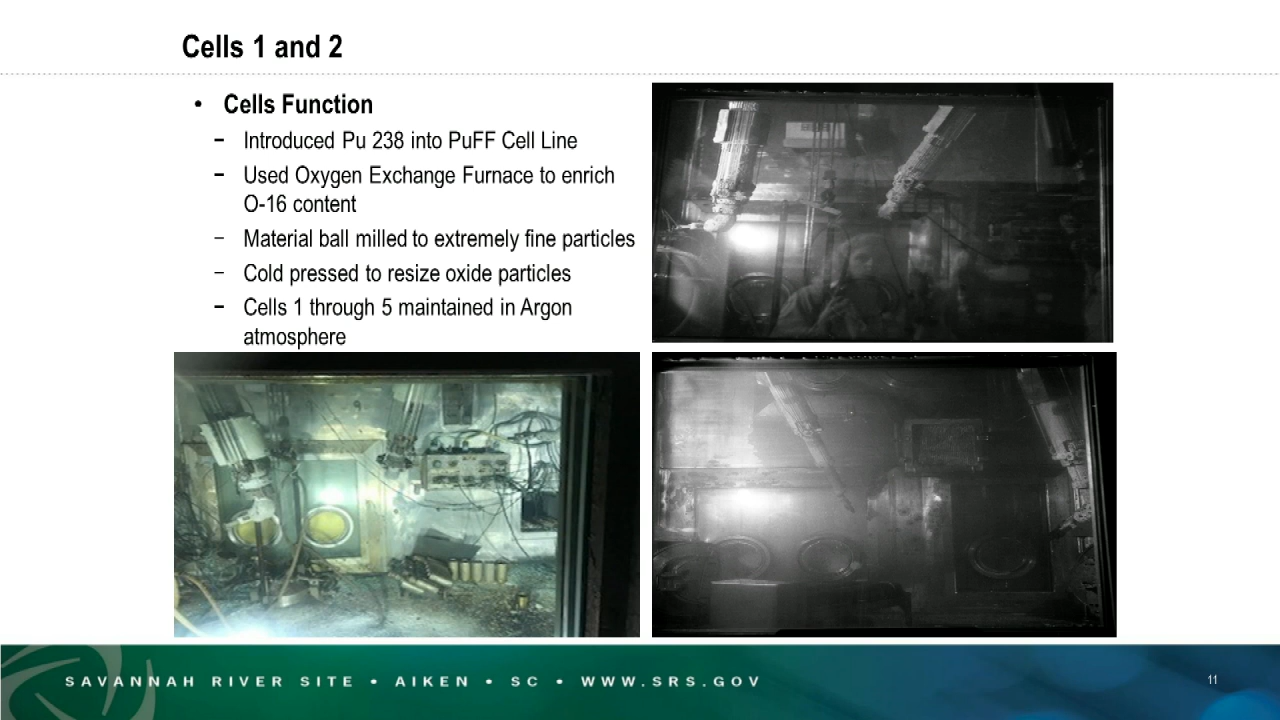 Cells 1 and 2
• Cells Function
– Introduced Pu 238 into PuFF Cell Line
– Used Oxygen Exchange Furnace to enrich
O-16 content
– Material ball milled to extremely fine particles
– Cold pressed to resize oxide particles
– Cells 1 through 5 maintained in Argon
atmosphere
SAVANNAH RIVER SITE • AIKEN • SC • WWW.SRS.GOV
11